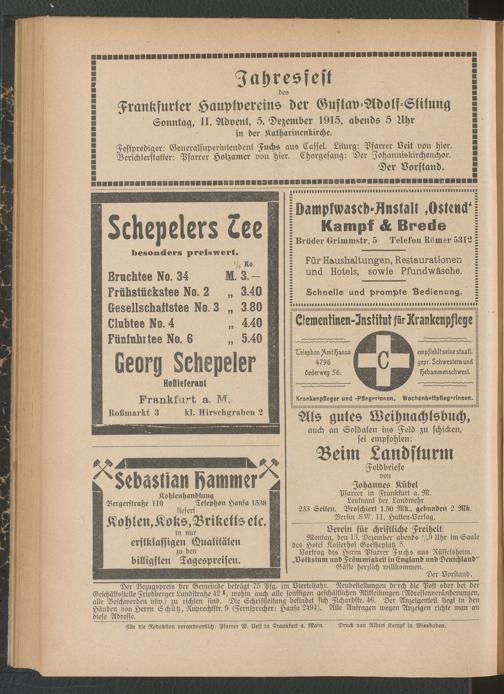 Jahresfest
des
Frankfurter Hauptvereins der Gustav-Adolf-Stiftung
Sonntag, II. Advent, 5. Dezember 1915, abends 5 Uhr
in der Katharinenkirche.
Festprediger: Generalsuperintendent Fuchs aus Cassel. Liturg: Pfarrer Veit von hier.
Berichterstatter: Pfarrer Holzamer von hier. Chorgesang: Der Johanniskirchenchor.
Der Vorstand.
Schepelers Tee
besonders preiswert.
½ Ko.
Bruchtee No. 34 M. 3.—
Frühstückstee No. 2 „ 3.40
Gesellschaftstee No. 3 „ 3.80
Clubtee No. 4 „ 4.40
Fünfuhrtee No. 6 „ 5.40
Georg Schepeler
Hoflieferant
Frankfurt a. M.
Roßmarkt 3 kl. Hirschgraben 2
Sebastian Hammer
Kohlenhandlung
Bergerstraße 110 Telephon Hansa 1538
liefert
Kohlen, Koks, Briketts etc.
in nur
erstklassigen Qualitäten
zu den
billigsten Tagespreisen.
Dampfwasch-Anstalt ‚Ostend‘
Kampf & Brede
Brüder Grimmstr. 5 Telefon Römer 5312
Für Haushaltungen, Restaurationen
und Hotels, sowie Pfundwäsche.
Schnelle und prompte Bedienung.
Clementinen-Institut für Krankenpflege
Telephon Amt Hansa
4796
Oederweg 56.
C
empfiehlt seine staatl.
gepr. Schwestern und
Hebammenschwest.
Krankenpfleger und -Pflegerinnen, Wochenbettpflegerinnen.
Als gutes Weihnachtsbuch,
auch an Soldaten ins Feld zu schicken,
sei empfohlen:
Beim Landsturm
Feldbriefe
von
Johannes Kübel
Pfarrer in Frankfurt a. M.
Leutnant der Landwehr
233 Seiten. Broschiert 1.50 Mk., gebunden 2 Mk.
Berlin SW. 11, Hutten-Verlag.
Verein für christliche Freiheit.
Montag, den 13. Dezember abends ½9 Uhr im Saale
des Hotel Kaiserhof Goetheplatz 5.
Vortrag des Herrn Pfarrer Fuchs aus Rüsselsheim.
„Volkstum und Frömmigkeit in England und Deutschland“
Gäste herzlich willkommen.
Der Vorstand.
Der Bezugspreis der Gemeinde beträgt 75 Pfg. im Vierteljahr. Neubestellungen durch die Post oder bei der
Geschäftsstelle Friedberger Landstraße 42, wohin auch alle sonstigen geschäftlichen Mitteilungen (Adressenveränderungen,
alle Beschwerden usw.) zu richten sind. Die Schriftleitung befindet sich Fichardstr. 46. Der Anzeigenteil liegt in den
Händen von Herrn Schütz, Ruprechtstr. 9 (Fernsprecher: Hansa 2494). Alle Anfragen wegen Anzeigen richte man an
diese Adresse.
Für die Redaktion verantwortlich: Pfarrer W. Veit in Frankfurt a. Main. Druck von Albert Kempf in Wiesbaden.